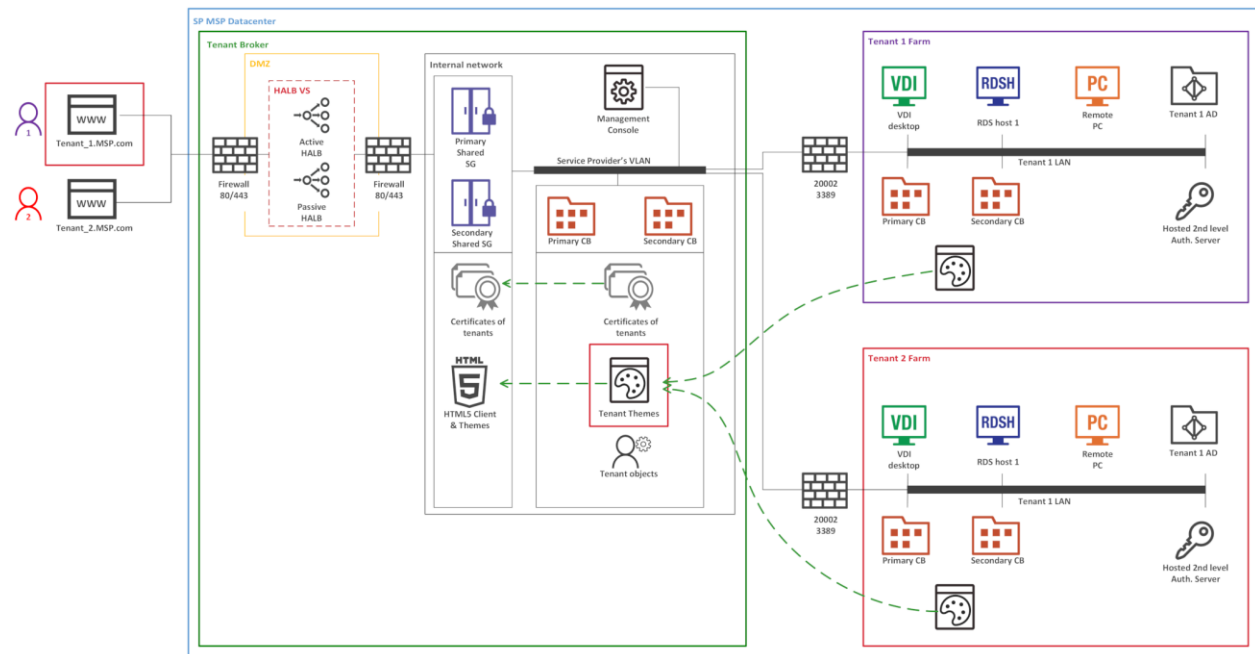 SP MSP Datacenter
Tenant Broker
DMZ
HALB VS
Active
HALB
Passive
HALB
1
WWW
Tenant_1.MSP.com
2
WWW
Tenant_2.MSP.com
Firewall
80/443
Firewall
80/443
Internal network
Primary
Shared
SG
Secondary
Shared SG
Management
Console
Service Provider's VLAN
Primary CB
Secondary CB
Certificates of
tenants
Certificates of
tenants
HTML
5
HTML5 Client
& Themes
Tenant Themes
Tenant objects
20002
3389
20002
3389
Tenant 1 Farm
VDI
VDI
desktop
RDSH
RDS host 1
PC
Remote
PC
Tenant 1 AD
Tenant 1 LAN
Primary CB
Secondary CB
Hosted 2nd level
Auth. Server
Tenant 2 Farm
VDI
VDI
desktop
RDSH
RDS host 1
PC
Remote
PC
Tenant 1 AD
Tenant 1 LAN
Primary CB
Secondary CB
Hosted 2nd level
Auth. Server